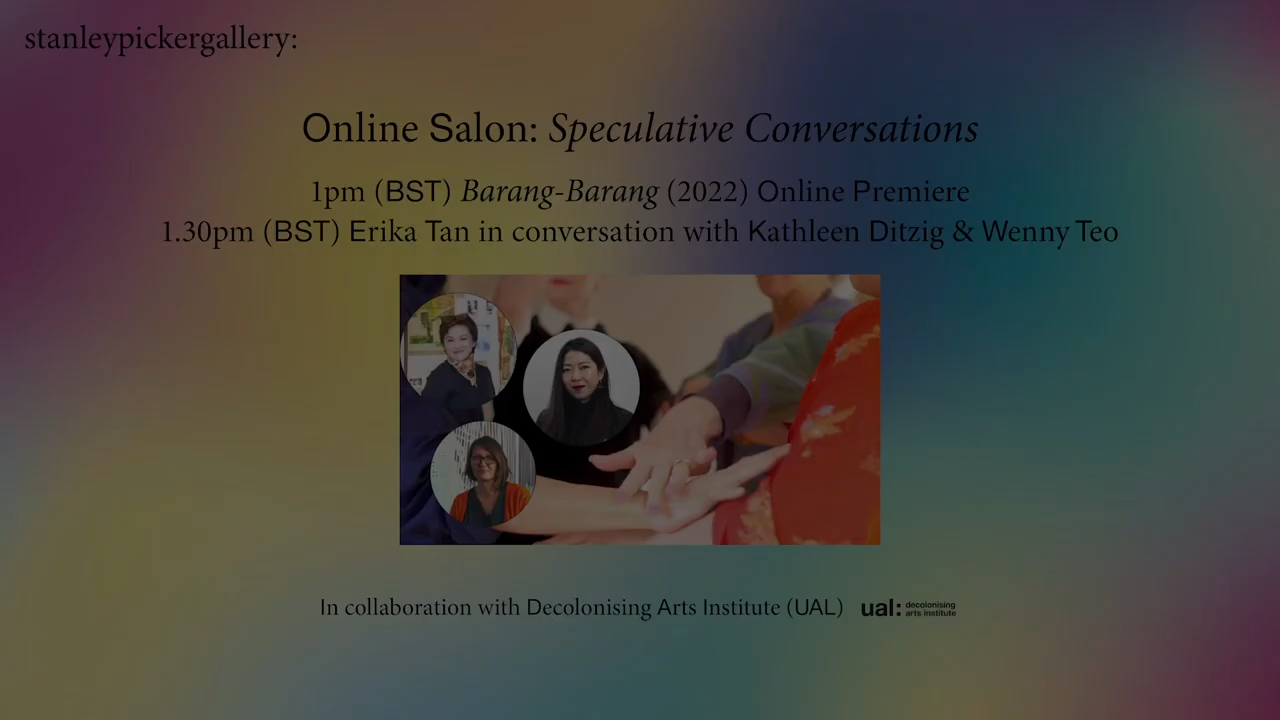 stanleypickergallery:
Online Salon: Speculative Conversations
1pm (BST) Barang-Barang (2022) Online Premiere
1.30pm (BST) Erika Tan in conversation with Kathleen Ditzig & Wenny Teo
In collaboration with Decolonising Arts Institute (UAL)
ual: decolonising
arts institute